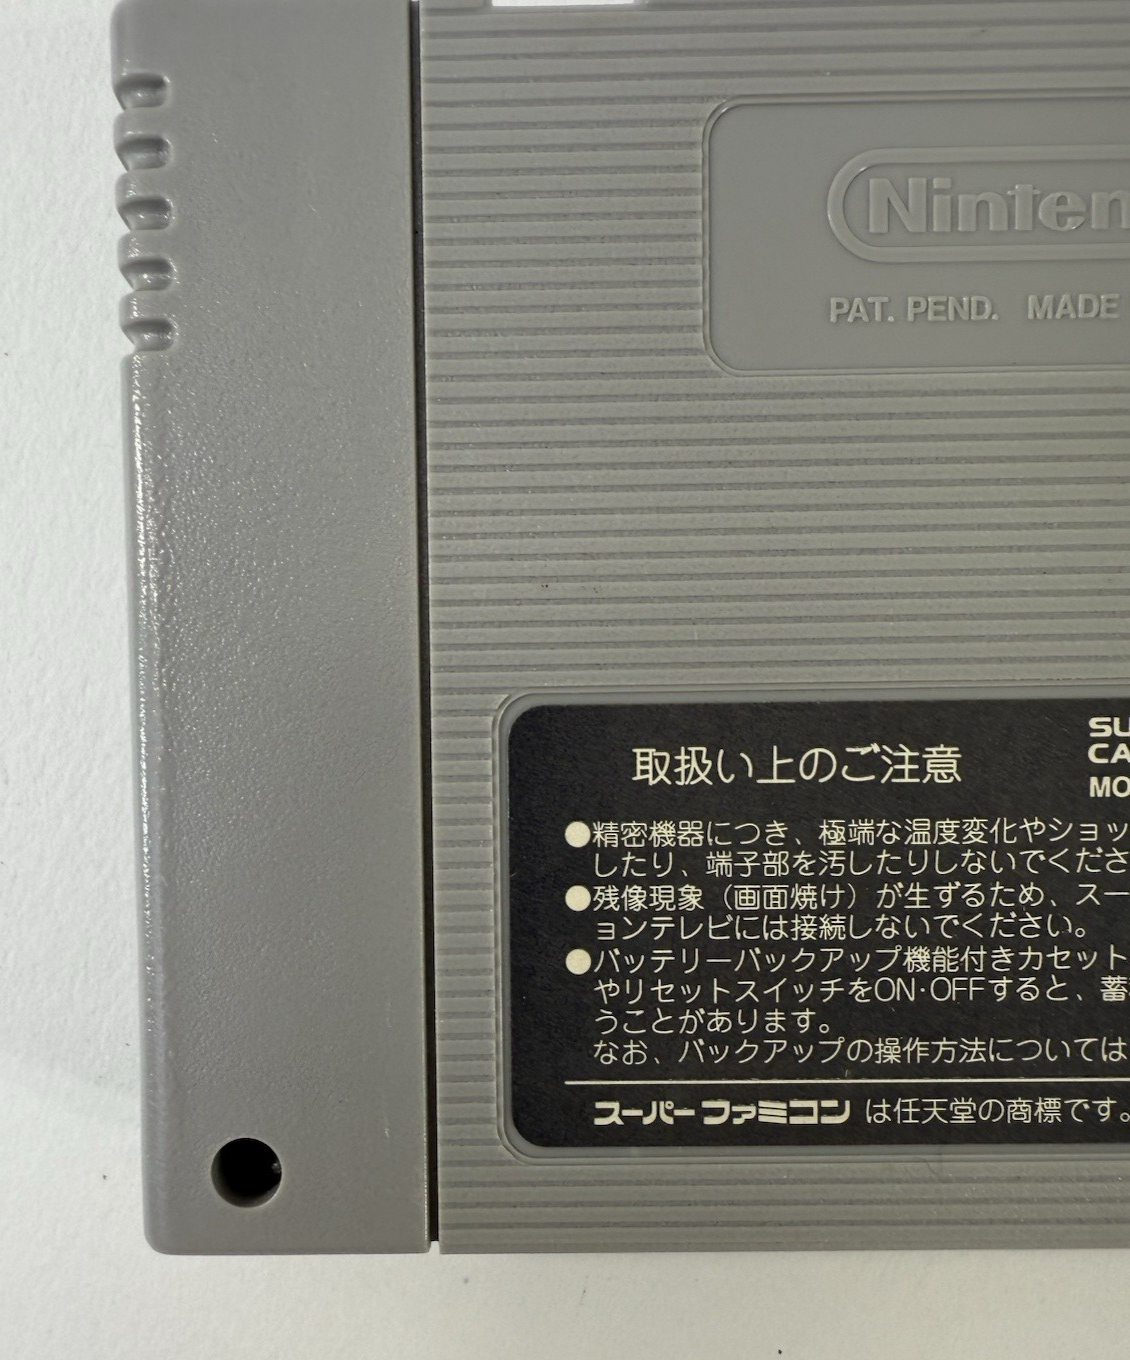 PAT. PEND. MADE
取扱い上のご注意
●精密機器につき、極端な温度変化やショッ
したり、端子部を汚したりしないでくださ
●残像現象（画面焼け）が生ずるため、スー
ョンテレビには接続しないでください。
●バッテリーバックアップ機能付きカセット
やリセットスイッチをON·OFFすると、蓄
うことがあります。
なお、バックアップの操作方法については
スーパーファミコン は任天堂の商標です。